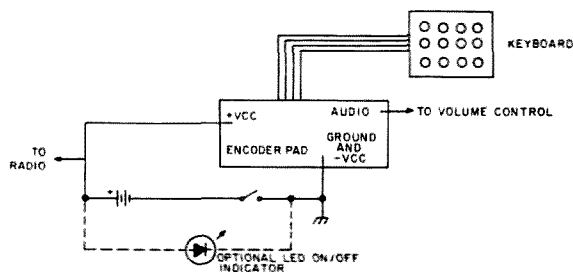 KEYBOARD
+VCC
AUDIO
TO VOLUME CONTROL
ENCODER PAD
GROUND
AND
-VCC
TO
RADIO
+
OPTIONAL LED ON/OFF
INDICATOR